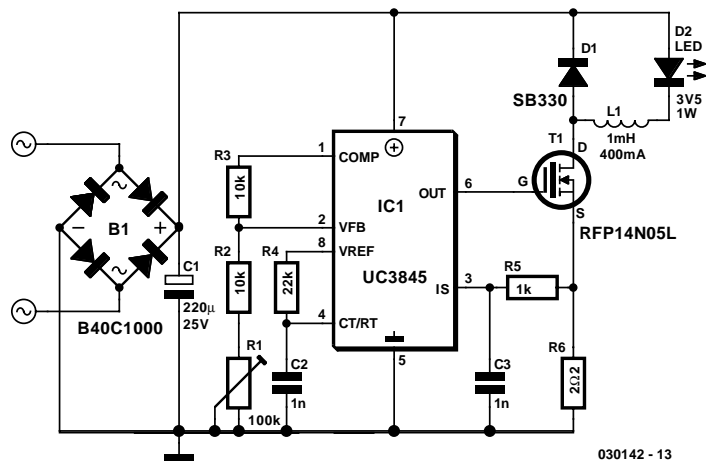 D1
D2
LED
SB330
3V5
1W
L1
1mH
400mA
T1
D
G
S
RFP14N05L
7
R3
10k
1
COMP
IC1
OUT
6
2
VFB
8
VREF
UC3845
R2
10k
R4
22k
IS
3
R5
1k
4
CT/RT
5
B1
~
~
−
+
~
~
B40C1000
C1
220µ
25V
R1
100k
C2
1n
C3
1n
R6
2Ω2
030142 - 13